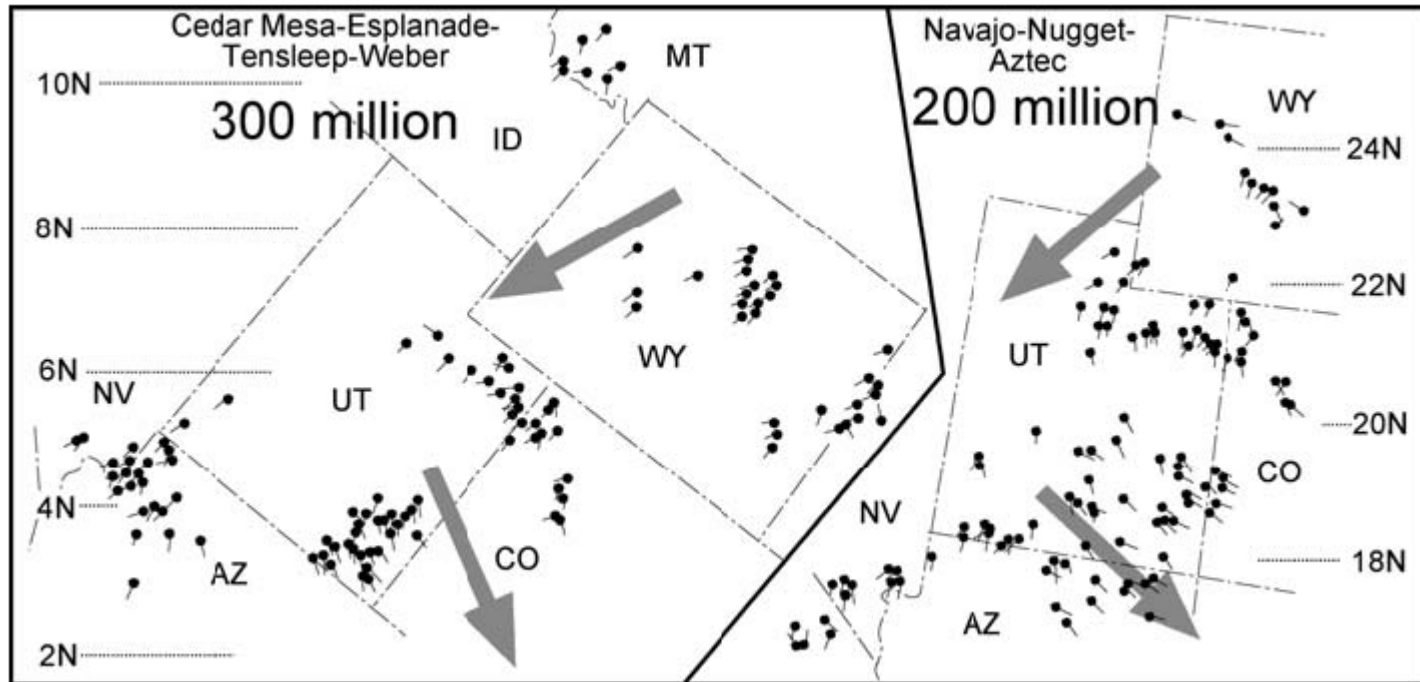 Cedar Mesa-Esplanade-
Tensleep-Weber
300 million
10N
8N
6N
4N
2N
MT
ID
WY
NV
UT
AZ
CO
Navajo-Nugget-
Aztec
200 million
WY
24N
22N
20N
18N
UT
CO
NV
AZ